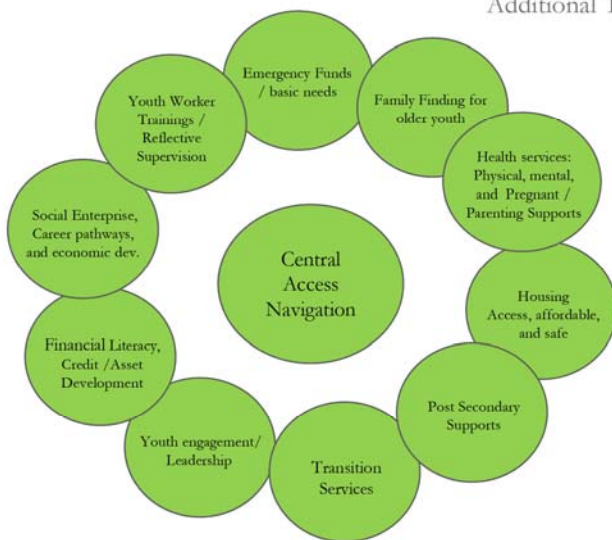 Additional
Emergency Funds
/ basic needs
Family Finding for
older youth
Health services:
Physical, mental,
and Pregnant /
Parenting Supports
Housing
Access, affordable,
and safe
Post Secondary
Supports
Transition
Services
Youth engagement/
Leadership
Financial Literacy,
Credit /Asset
Development
Social Enterprise,
Career pathways,
and economic dev.
Youth Worker
Trainings /
Reflective
Supervision
Central
Access
Navigation